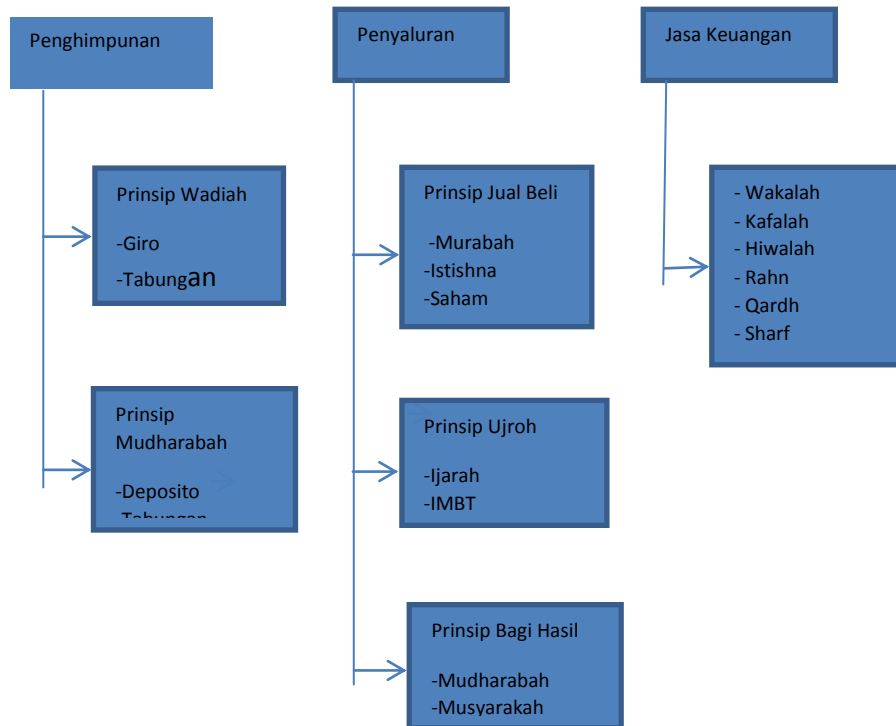 Penghimpunan
Prinsip Wadiah
-Giro
-Tabungan
Prinsip
Mudharabah
-Deposito
-Tabungan
Penyaluran
Prinsip Jual Beli
-Murabah
-Istishna
-Saham
Prinsip Ujroh
-Ijarah
-IMBT
Prinsip Bagi Hasil
-Mudharabah
-Musyarakah
Jasa Keuangan
- Wakalah
- Kafalah
- Hiwalah
- Rahn
- Qardh
- Sharf